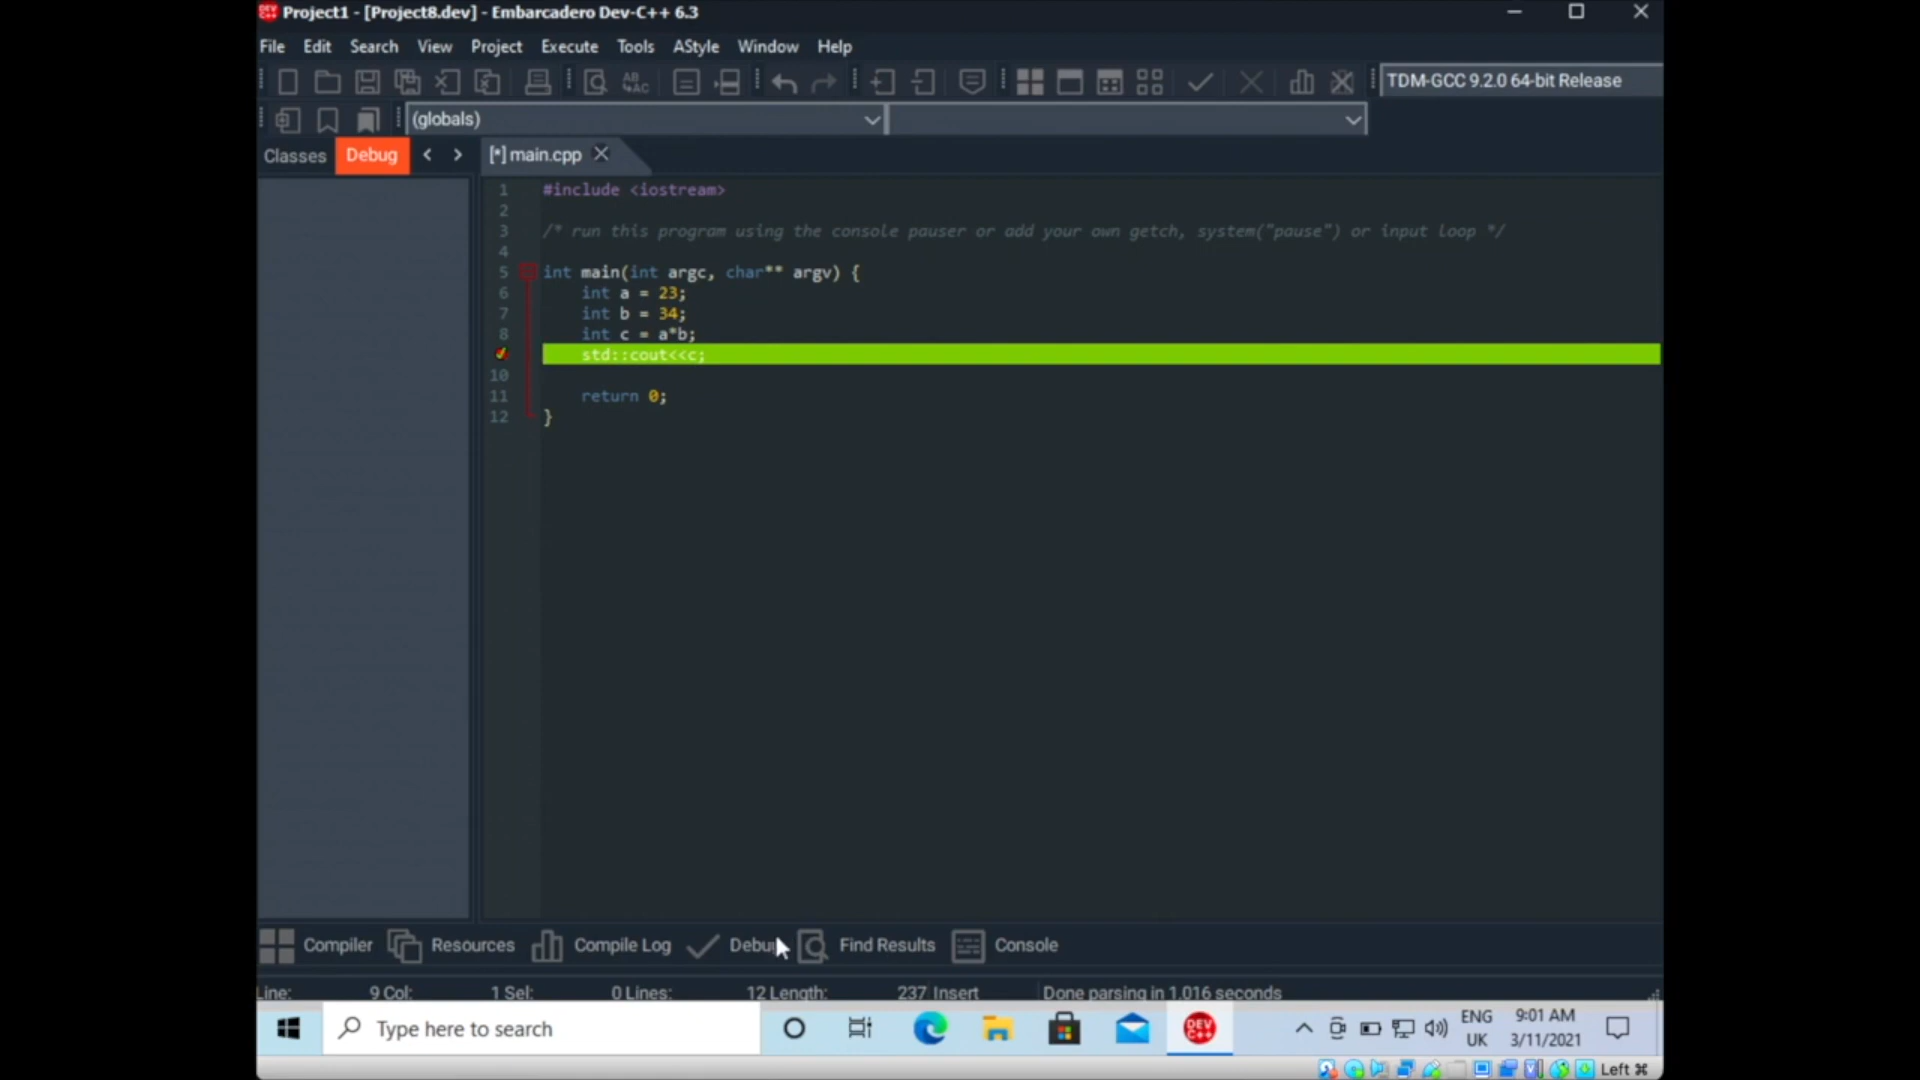 Project1 - [Project8.dev] - Embarcadero Dev-C++ 6.3
File Edit Search View Project Execute Tools AStyle Window Help
TDM-GCC 9.2.0 64-bit Release
(globals)
Classes Debug [*] main.cpp
1 #include <iostream>
2
3 /* run this program using the console pauser or add your own getch, system("pause") or input loop */
4
5 int main(int argc, char** argv) {
6 int a = 23;
7 int b = 34;
8 int c = a*b;
std::cout<<c;
10
11 return 0;
12 }
Compiler Resources Compile Log Debug Find Results Console
Line: 9 Col: 1 Sel: 0 Lines: 12 Length: 237 Insert Done parsing in 1.016 seconds
Type here to search
DEV C++
ENG
UK
9:01 AM
3/11/2021
Left ⌘